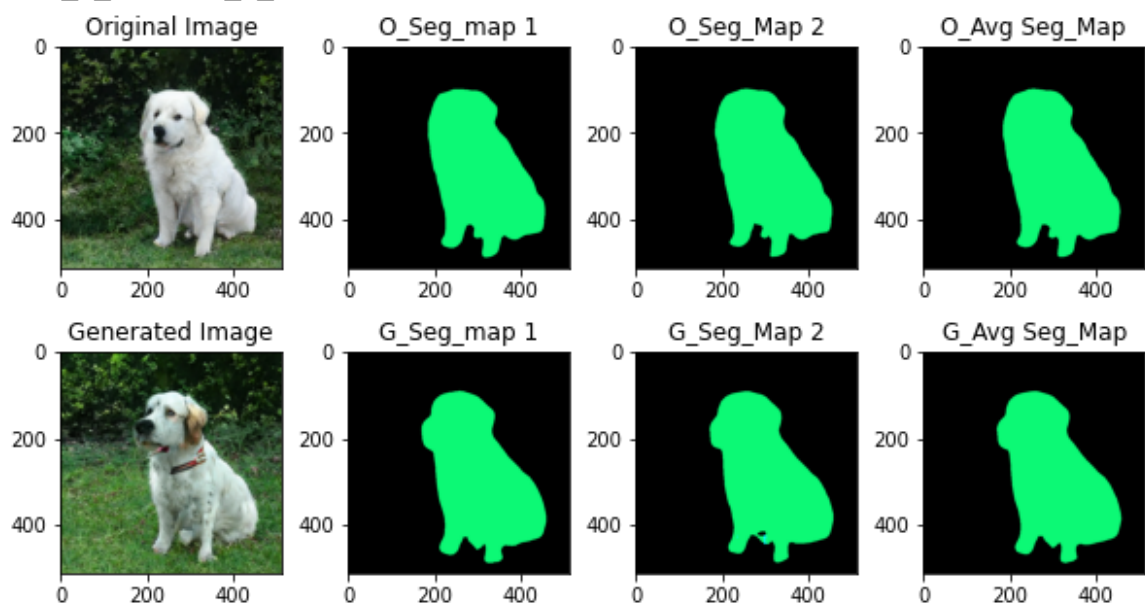 Original Image O_Seg_map 1 O_Seg_Map 2 O_Avg Seg_Map
0 0 0 0
200 200 200 200
400 400 400 400
0 200 400 0 200 400 0 200 400 0 200 400
Generated Image G_Seg_map 1 G_Seg_Map 2 G_Avg Seg_Map
0 0 0 0
200 200 200 200
400 400 400 400
0 200 400 0 200 400 0 200 400 0 200 400